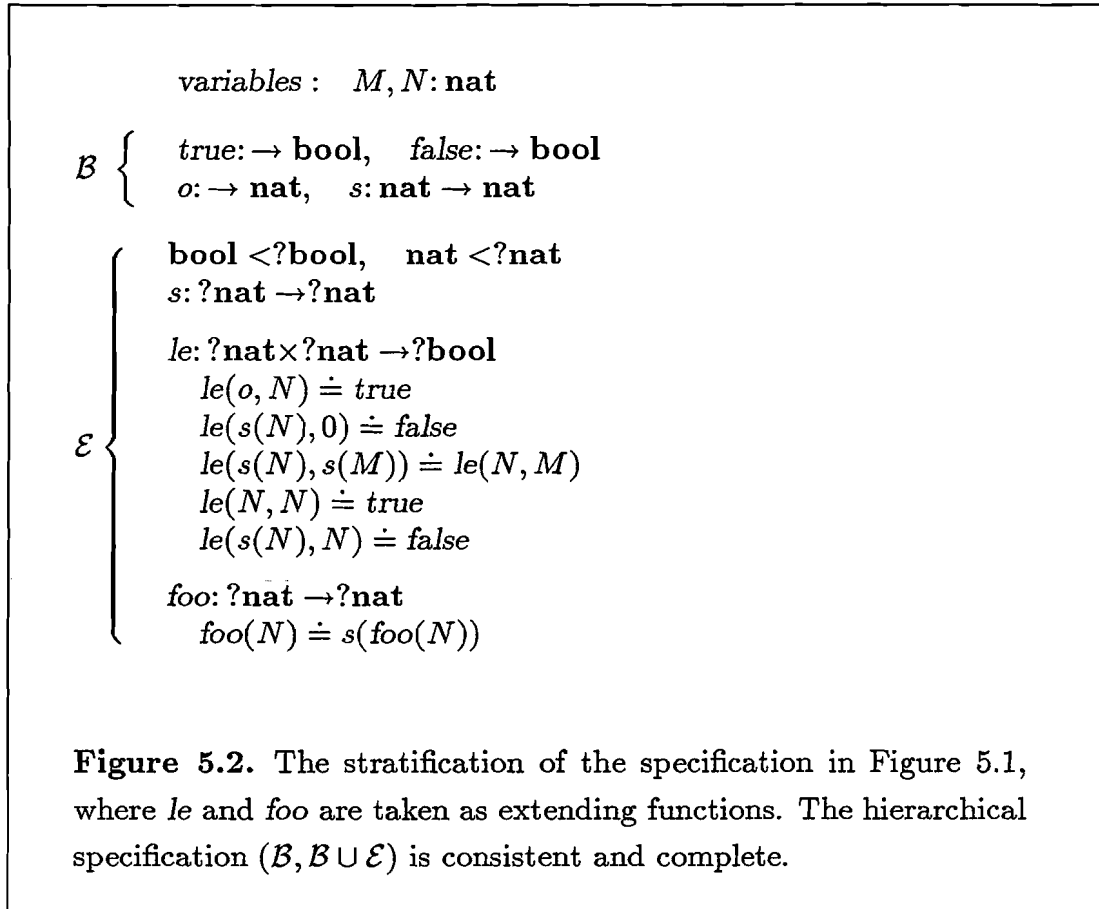 variables : M, N: nat
B { true: → bool, false: → bool
o: → nat, s: nat → nat
bool <?bool, nat <?nat
s: ?nat →?nat
le: ?nat×?nat →?bool
le(o, N) ≐ true
le(s(N), 0) ≐ false
ℰ { le(s(N), s(M)) ≐ le(N, M)
le(N, N) ≐ true
le(s(N), N) ≐ false
foo: ?nat →?nat
foo(N) ≐ s(foo(N))
Figure 5.2. The stratification of the specification in Figure 5.1,
where le and foo are taken as extending functions. The hierarchical
specification (ℬ, ℬ ∪ ℰ) is consistent and complete.